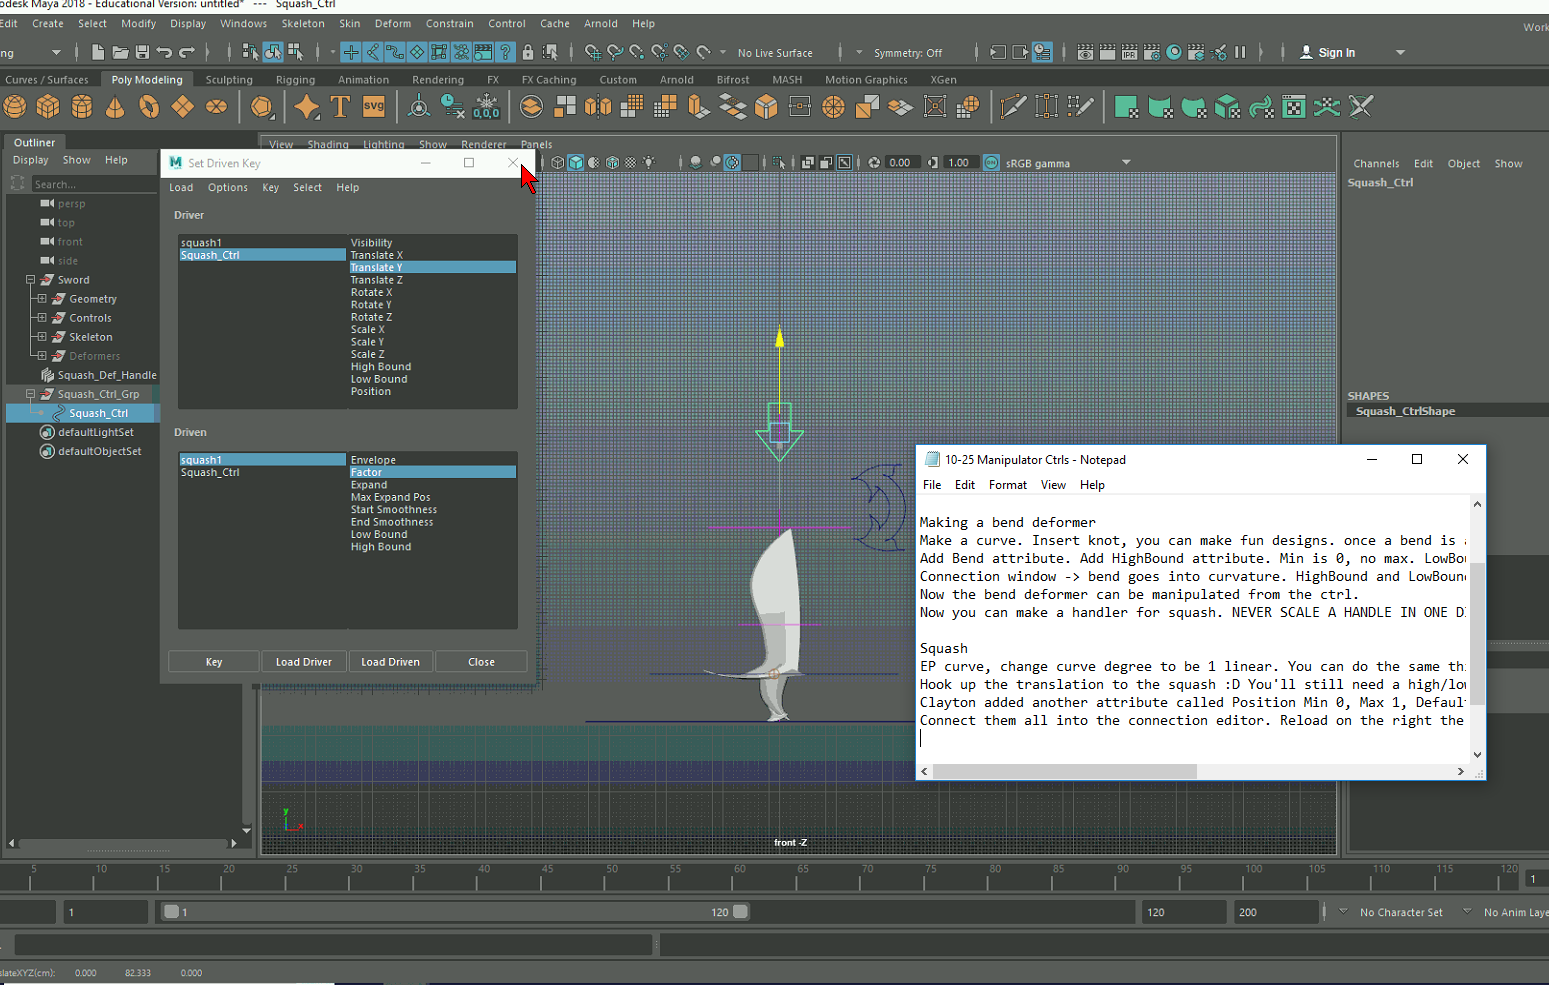 odesk Maya 2018 - Educational Version: untitled*   ---   Squash_Ctrl
Edit Create Select Modify Display Windows Skeleton Skin Deform Constrain Control Cache Arnold Help
ng No Live Surface Symmetry: Off Sign In Work
Curves / Surfaces Poly Modeling Sculpting Rigging Animation Rendering FX FX Caching Custom Arnold Bifrost MASH Motion Graphics XGen
T svg 0,0,0 IPR
Outliner
Display Show Help
Search...
persp
top
front
side
Sword
Geometry
Controls
Skeleton
Deformers
Squash_Def_Handle
Squash_Ctrl_Grp
Squash_Ctrl
defaultLightSet
defaultObjectSet
View Shading Lighting Show Renderer Panels
0.00 1.00 sRGB gamma
Set Driven Key
Load Options Key Select Help
Driver
squash1
Squash_Ctrl
Visibility
Translate X
Translate Y
Translate Z
Rotate X
Rotate Y
Rotate Z
Scale X
Scale Y
Scale Z
High Bound
Low Bound
Position
Driven
squash1
Squash_Ctrl
Envelope
Factor
Expand
Max Expand Pos
Start Smoothness
End Smoothness
Low Bound
High Bound
Key Load Driver Load Driven Close
Channels Edit Object Show
Squash_Ctrl
SHAPES
Squash_CtrlShape
10-25 Manipulator Ctrls - Notepad
File Edit Format View Help
Making a bend deformer
Make a curve. Insert knot, you can make fun designs. once a bend is a
Add Bend attribute. Add HighBound attribute. Min is 0, no max. LowBou
Connection window -> bend goes into curvature. HighBound and LowBound
Now the bend deformer can be manipulated from the ctrl.
Now you can make a handler for squash. NEVER SCALE A HANDLE IN ONE D
Squash
EP curve, change curve degree to be 1 linear. You can do the same thi
Hook up the translation to the squash :D You'll still need a high/low
Clayton added another attribute called Position Min 0, Max 1, Default
Connect them all into the connection editor. Reload on the right the
y
x
front -Z
5 10 15 20 25 30 35 40 45 50 55 60 65 70 75 80 85 90 95 100 105 110 115 120 1
1 1 120 120 200 No Character Set No Anim Laye
slateXYZ(cm): 0.000 82.333 0.000